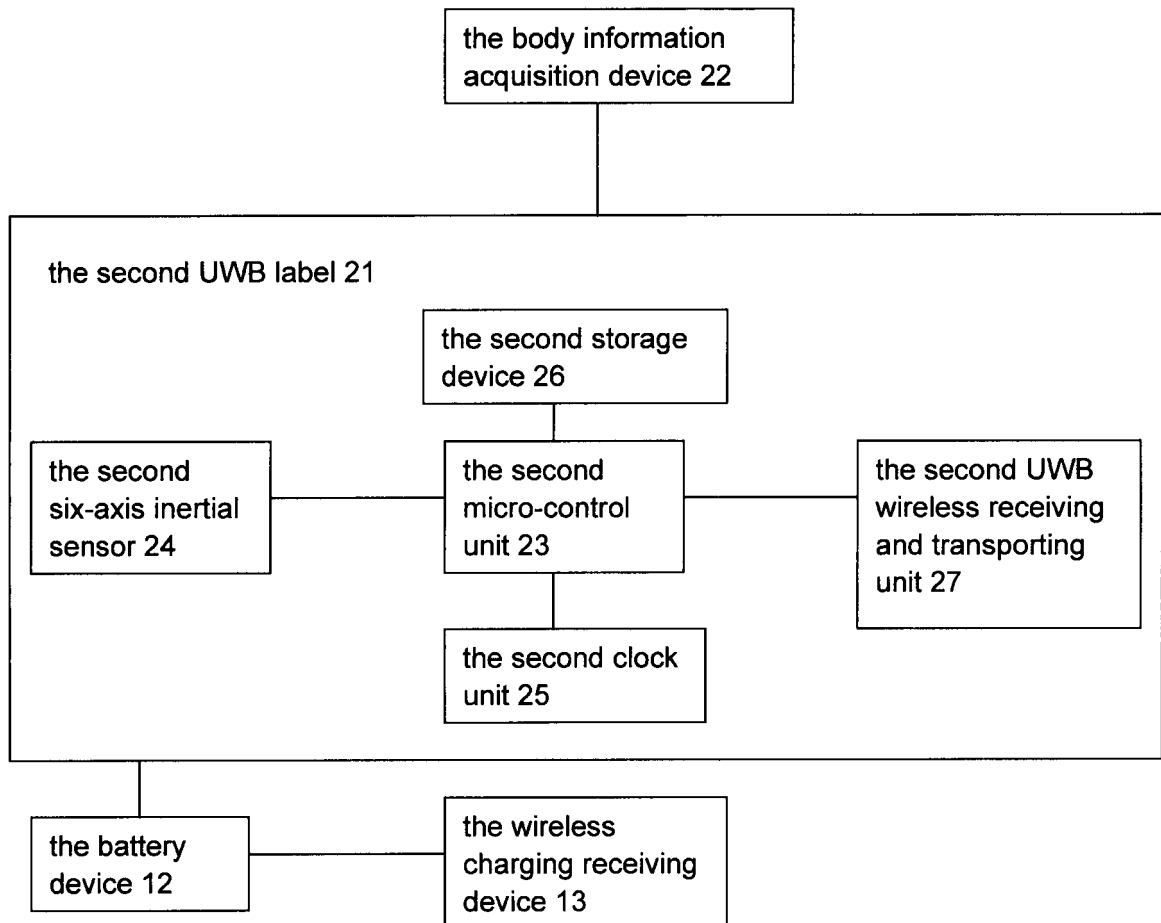 the body information
acquisition device 22
the second UWB label 21
the second storage
device 26
the second
six-axis inertial
sensor 24
the second
micro-control
unit 23
the second UWB
wireless receiving
and transporting
unit 27
the second clock
unit 25
the battery
device 12
the wireless
charging receiving
device 13